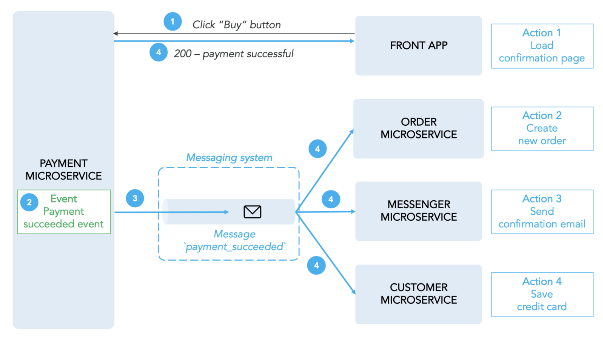 1
Click “Buy” button
4
200 – payment successful
FRONT APP
Action 1
Load
confirmation page
ORDER
MICROSERVICE
Action 2
Create
new order
PAYMENT
MICROSERVICE
2
Event
Payment
succeeded event
3
Messaging system
Message
`payment_succeeded`
4
4
4
MESSENGER
MICROSERVICE
Action 3
Send
confirmation email
CUSTOMER
MICROSERVICE
Action 4
Save
credit card